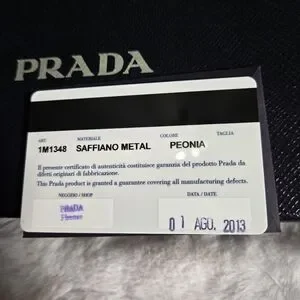 PRADA
ART. MATERIALE COLORE TAGLIA
1M1348 SAFFIANO METAL PEONIA
Il presente certificato di autenticità costituisce garanzia del prodotto Prada da
difetti originari di fabbricazione.
This Prada product is granted a guarantee covering all manufacturing defects.
NEGOZIO / SHOP DATA / DATE
PRADA
Firenze
01 AGO. 2013